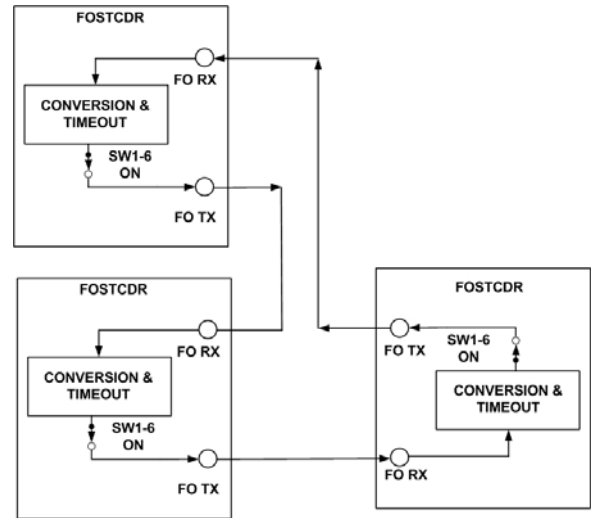 FOSTCDR
FO RX
CONVERSION &
TIMEOUT
SW1-6
ON
FO TX
FOSTCDR
FO RX
CONVERSION &
TIMEOUT
SW1-6
ON
FO TX
FOSTCDR
FO TX
SW1-6
ON
CONVERSION &
TIMEOUT
FO RX